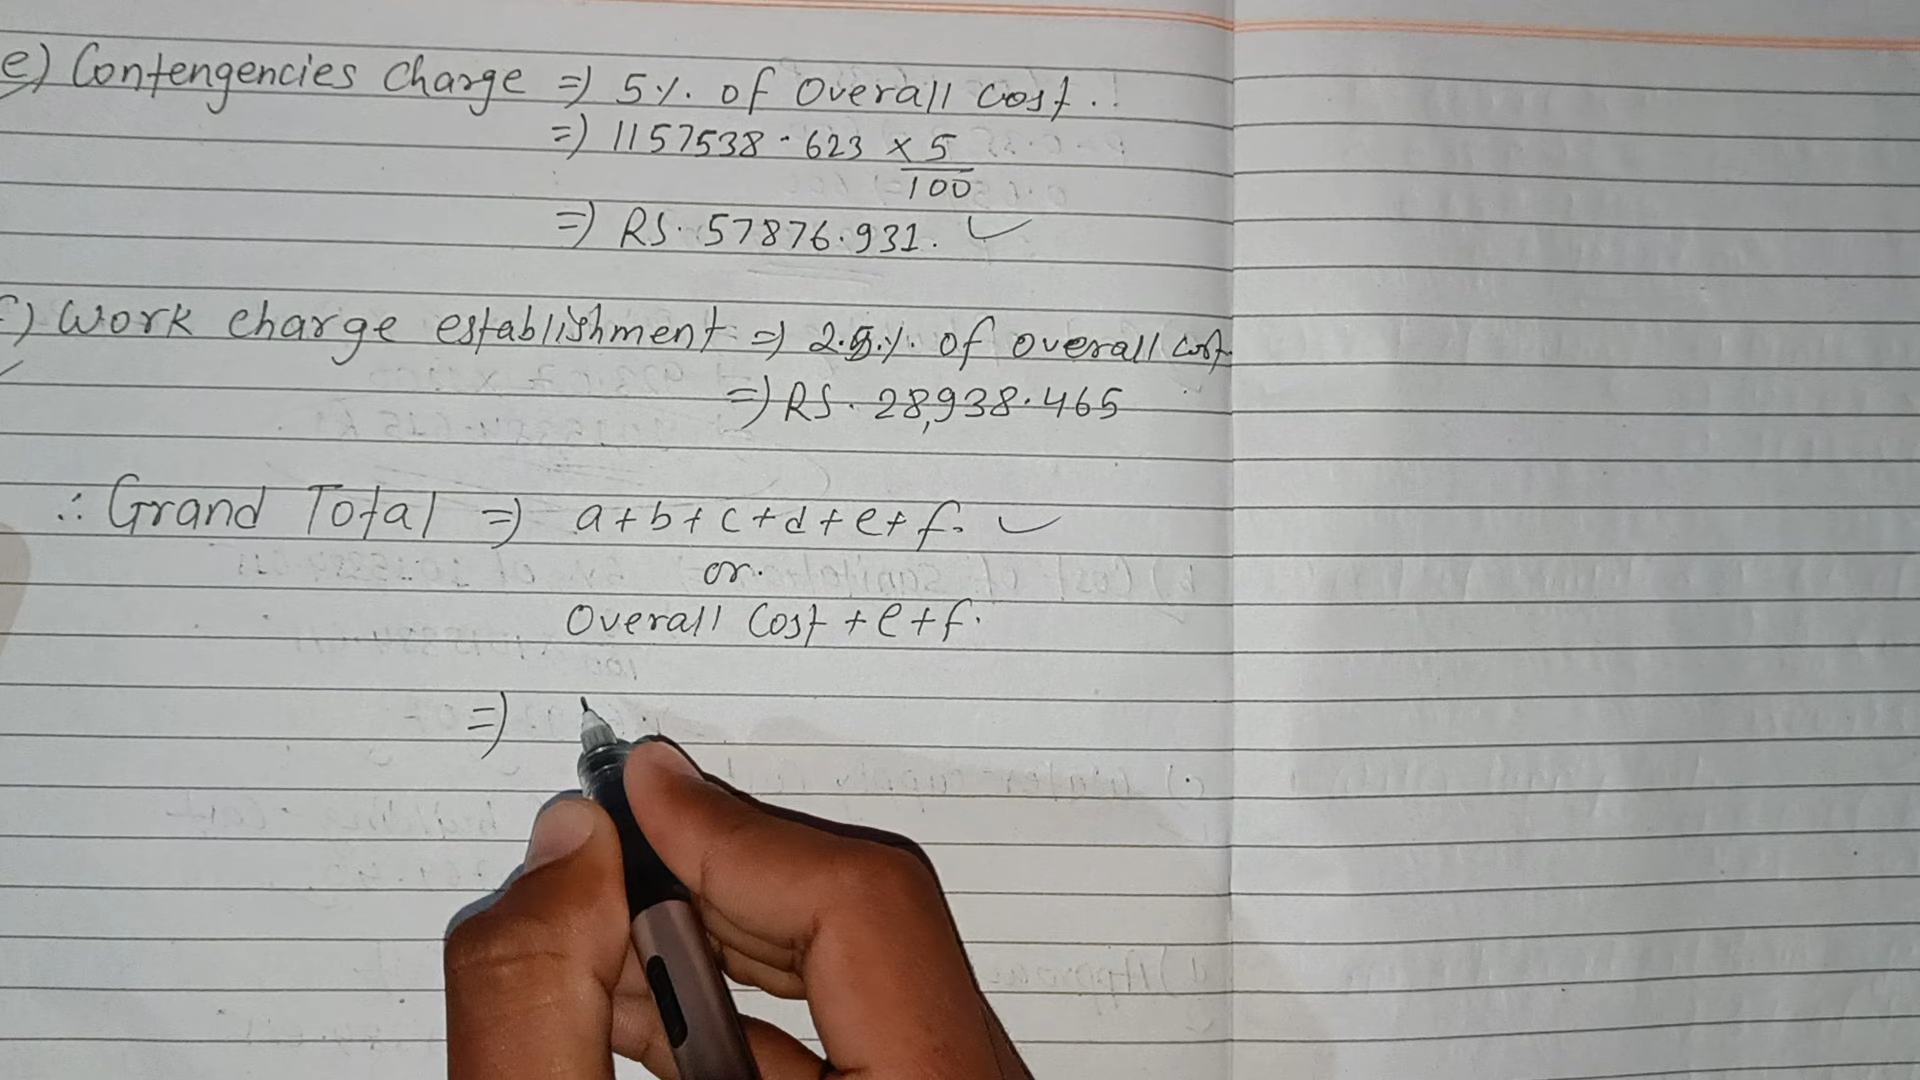 e) Contengencies Charge => 5%. of Overall Cost.
=> 1157538.623 x 5/100
=> RS. 57876.931.
f) Work charge establishment => 2.5%. of overall cost
=> RS. 28,938.465
∴ Grand Total => a+b+c+d+e+f.
or.
Overall Cost +e+f.
=>